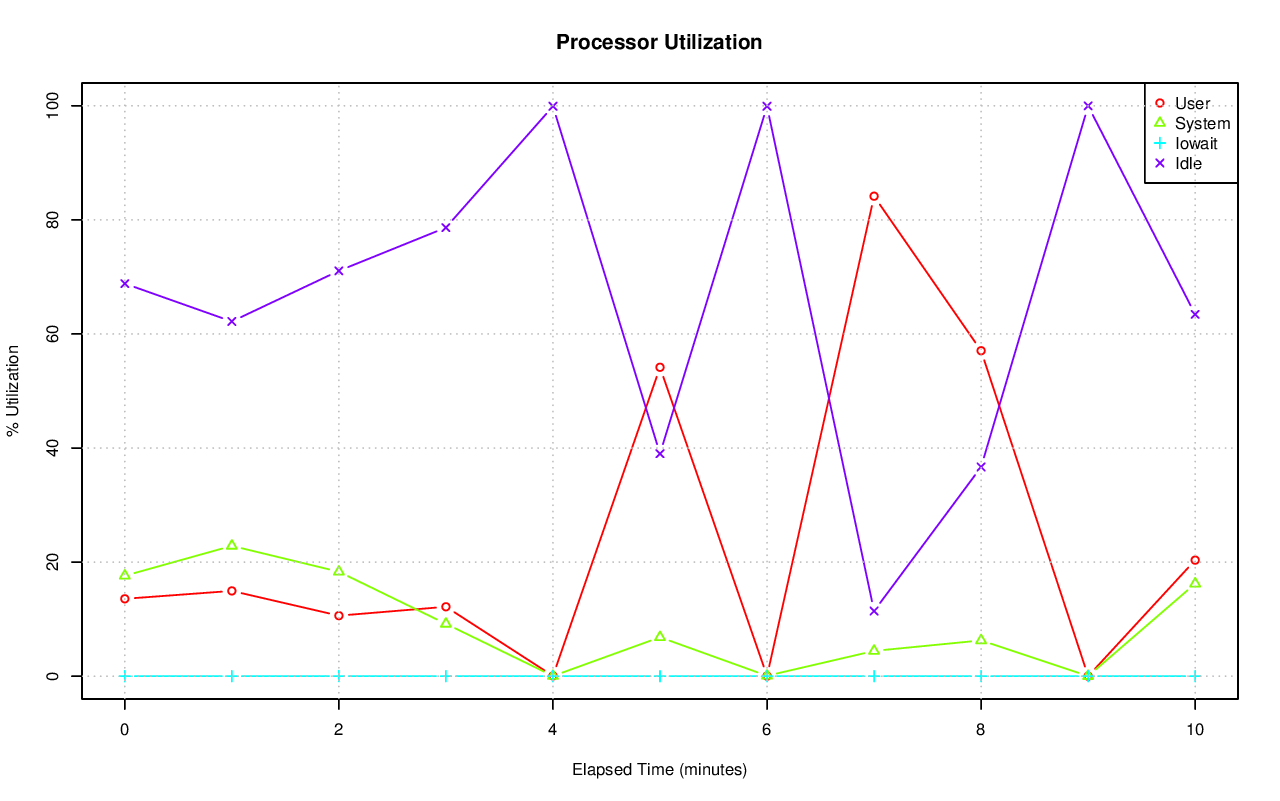 Processor Utilization
% Utilization
100
80
60
40
20
0
User
System
Iowait
Idle
0 2 4 6 8 10
Elapsed Time (minutes)